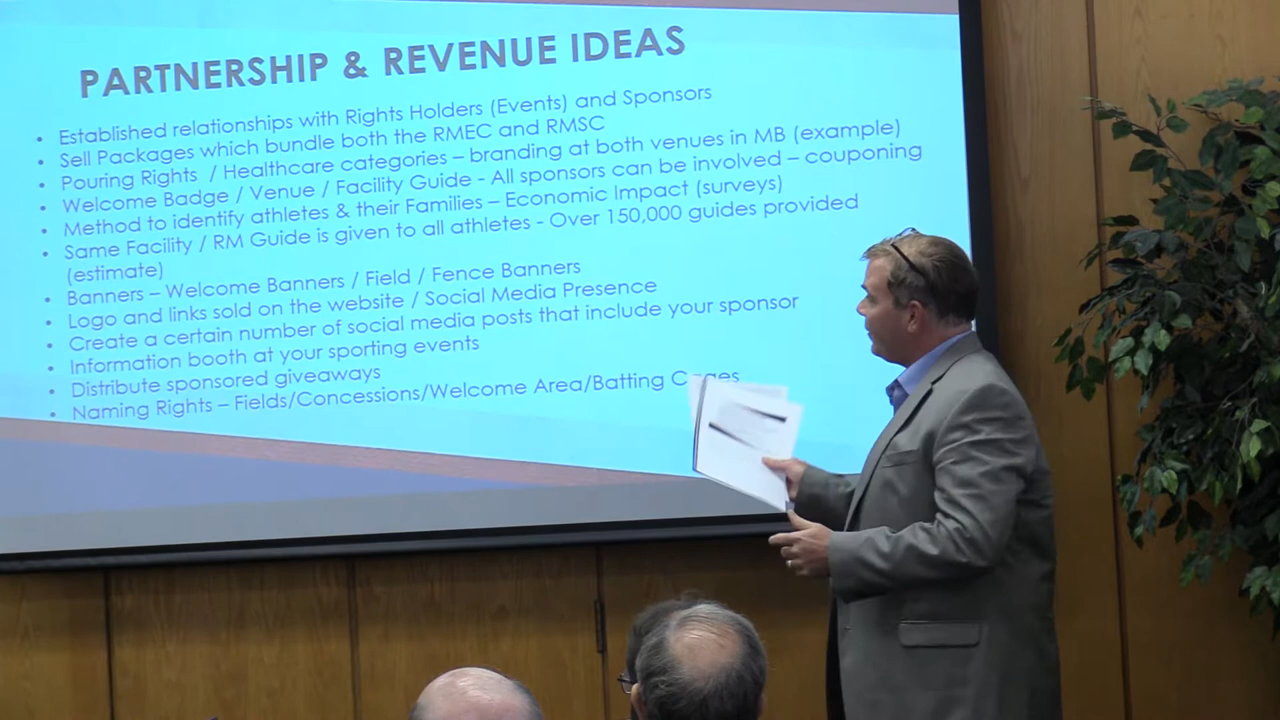 PARTNERSHIP & REVENUE IDEAS
• Established relationships with Rights Holders (Events) and Sponsors
• Sell Packages which bundle both the RMEC and RMSC
• Pouring Rights / Healthcare categories – branding at both venues in MB (example)
• Welcome Badge / Venue / Facility Guide - All sponsors can be involved – couponing
• Method to identify athletes & their Families – Economic Impact (surveys)
• Same Facility / RM Guide is given to all athletes - Over 150,000 guides provided
(estimate)
• Banners – Welcome Banners / Field / Fence Banners
• Logo and links sold on the website / Social Media Presence
• Create a certain number of social media posts that include your sponsor
• Information booth at your sporting events
• Distribute sponsored giveaways
• Naming Rights – Fields/Concessions/Welcome Area/Batting Cages